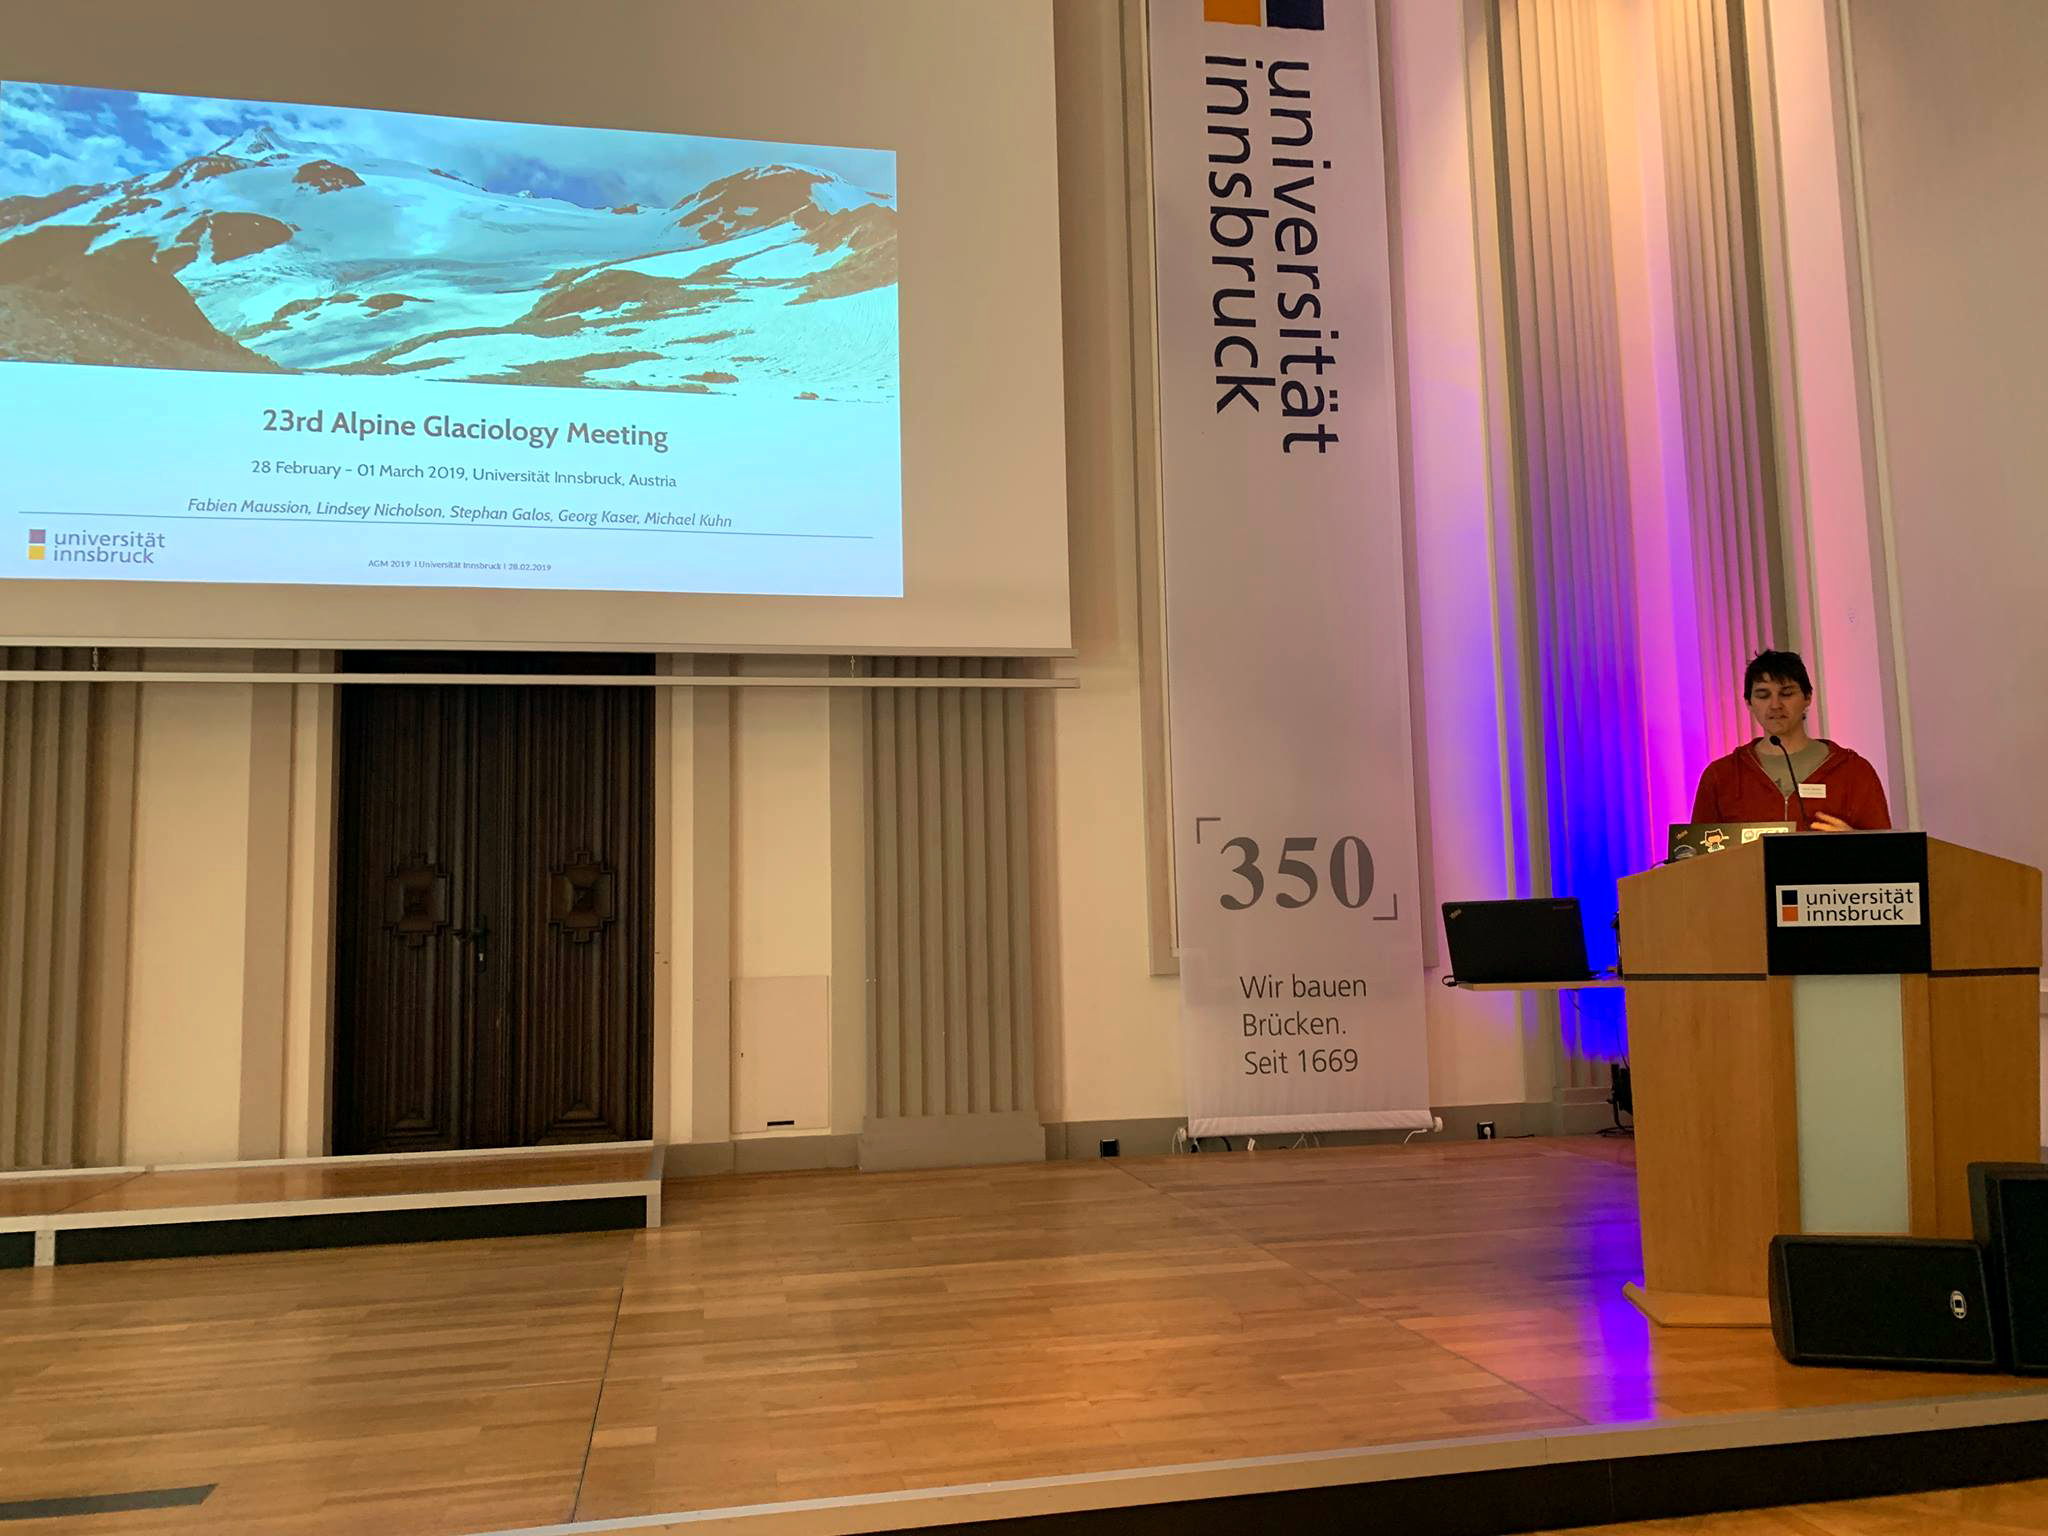 23rd Alpine Glaciology Meeting
28 February - 01 March 2019, Universität Innsbruck, Austria
Fabien Maussion, Lindsey Nicholson, Stephan Galos, Georg Kaser, Michael Kuhn
universität
innsbruck
AGM 2019 | Universität Innsbruck | 28.02.2019
universität
innsbruck
350
Wir bauen
Brücken.
Seit 1669
universität
innsbruck